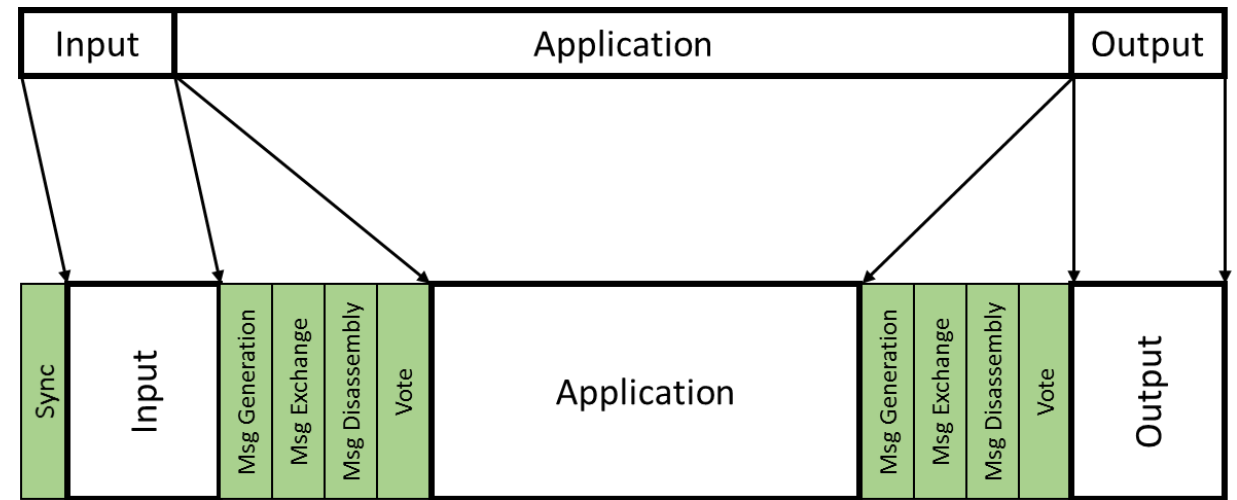 Input
Application
Output
Sync
Input
Msg Generation
Msg Exchange
Msg Disassembly
Vote
Application
Msg Generation
Msg Exchange
Msg Disassembly
Vote
Output